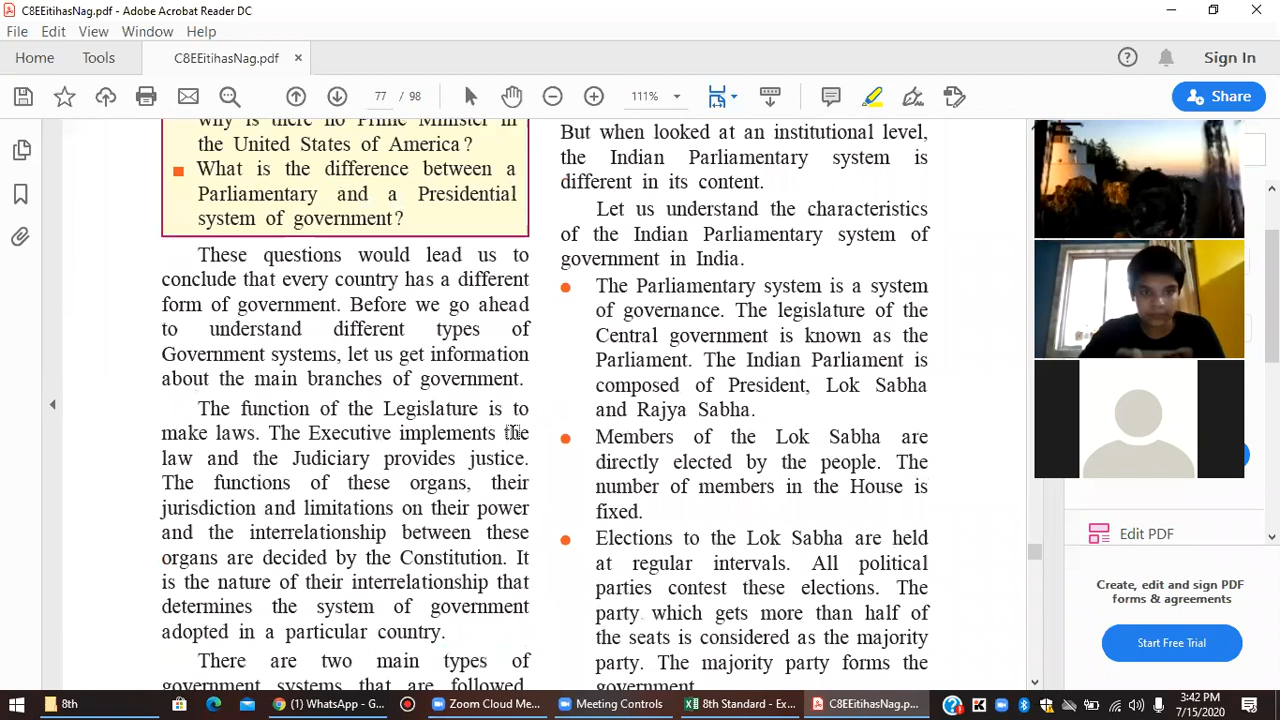 C8EEitihasNag.pdf - Adobe Acrobat Reader DC
File Edit View Window Help
Home Tools C8EEitihasNag.pdf × Sign In
77 / 98 111% Share
why is there no Prime Minister in
the United States of America ?
What is the difference between a
Parliamentary and a Presidential
system of government ?
These questions would lead us to
conclude that every country has a different
form of government. Before we go ahead
to understand different types of
Government systems, let us get information
about the main branches of government.
The function of the Legislature is to
make laws. The Executive implements the
law and the Judiciary provides justice.
The functions of these organs, their
jurisdiction and limitations on their power
and the interrelationship between these
organs are decided by the Constitution. It
is the nature of their interrelationship that
determines the system of government
adopted in a particular country.
There are two main types of
government systems that are followed.
But when looked at an institutional level,
the Indian Parliamentary system is
different in its content.
Let us understand the characteristics
of the Indian Parliamentary system of
government in India.
The Parliamentary system is a system
of governance. The legislature of the
Central government is known as the
Parliament. The Indian Parliament is
composed of President, Lok Sabha
and Rajya Sabha.
Members of the Lok Sabha are
directly elected by the people. The
number of members in the House is
fixed.
Elections to the Lok Sabha are held
at regular intervals. All political
parties contest these elections. The
party which gets more than half of
the seats is considered as the majority
party. The majority party forms the
government.
Edit PDF
Create, edit and sign PDF
forms & agreements
Start Free Trial
8th (1) WhatsApp - G... Zoom Cloud Me... Meeting Controls 8th Standard - Ex... C8EEitihasNag.p...
3:42 PM
7/15/2020